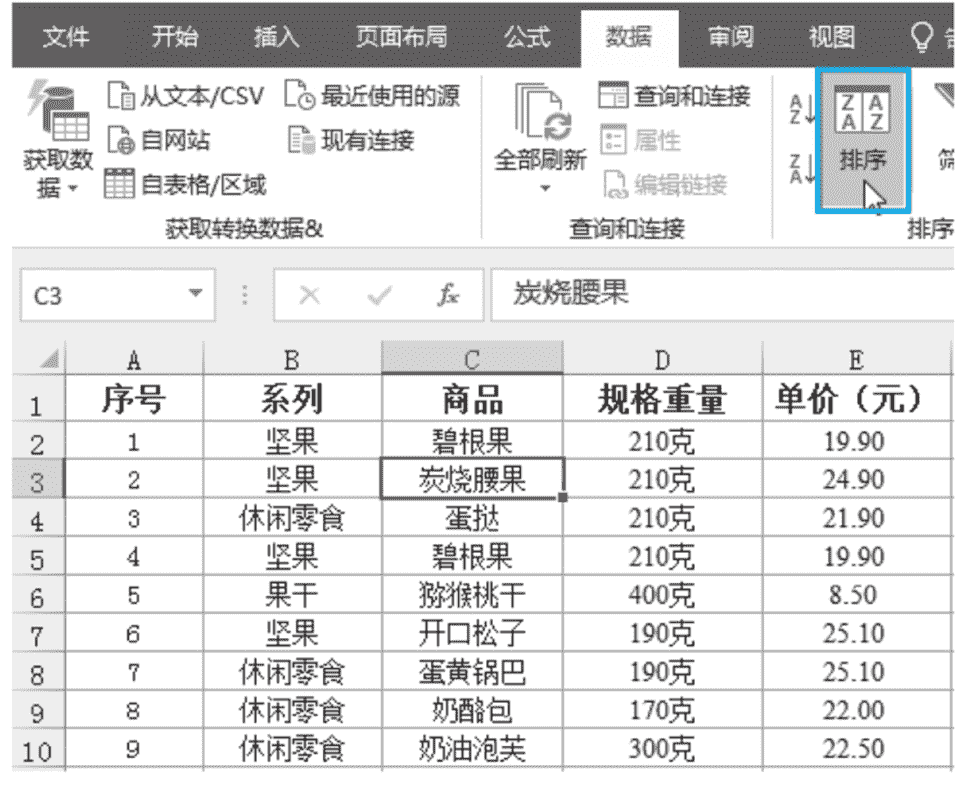 文件 开始 插入 页面布局 公式 数据 审阅 视图
从文本/CSV 最近使用的源 查询和连接
自网站 现有连接 属性
获取数据 自表格/区域 全部刷新 编辑链接 排序
获取转换数据& 查询和连接 排序
C3 fx 炭烧腰果
A B C D E
1 序号 系列 商品 规格重量 单价（元）
2 1 坚果 碧根果 210克 19.90
3 2 坚果 炭烧腰果 210克 24.90
4 3 休闲零食 蛋挞 210克 21.90
5 4 坚果 碧根果 210克 19.90
6 5 果干 猕猴桃干 400克 8.50
7 6 坚果 开口松子 190克 25.10
8 7 休闲零食 蛋黄锅巴 190克 25.10
9 8 休闲零食 奶酪包 170克 22.00
10 9 休闲零食 奶油泡芙 300克 22.50